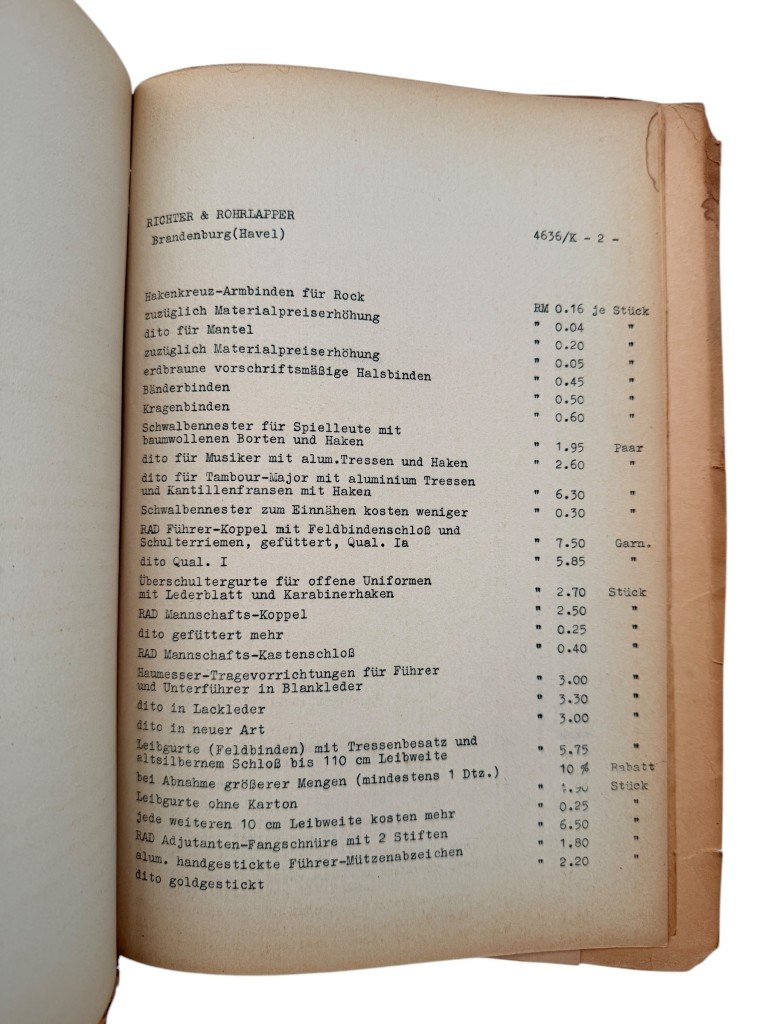 RICHTER & ROHRLAPPER
Brandenburg(Havel) 4636/K - 2 -
Hakenkreuz-Armbinden für Rock RM 0.16 je Stück
zuzüglich Materialpreiserhöhung " 0.04 "
dito für Mantel " 0.20 "
zuzüglich Materialpreiserhöhung " 0.05 "
erdbraune vorschriftsmäßige Halsbinden " 0.45 "
Bänderbinden " 0.50 "
Kragenbinden " 0.60 "
Schwalbennester für Spielleute mit
baumwollenen Borten und Haken " 1.95 Paar
dito für Musiker mit alum.Tressen und Haken " 2.60 "
dito für Tambour-Major mit aluminium Tressen
und Kantillenfransen mit Haken " 6.30 "
Schwalbennester zum Einnähen kosten weniger " 0.30 "
RAD Führer-Koppel mit Feldbindenschloß und
Schulterriemen, gefüttert, Qual. Ia " 7.50 Garn.
dito Qual. I " 5.85 "
Überschultergurte für offene Uniformen
mit Lederblatt und Karabinerhaken " 2.70 Stück
RAD Mannschafts-Koppel " 2.50 "
dito gefüttert mehr " 0.25 "
RAD Mannschafts-Kastenschloß " 0.40 "
Haumesser-Tragevorrichtungen für Führer
und Unterführer in Blankleder " 3.00 "
dito in Lackleder " 3.30 "
dito in neuer Art " 3.00 "
Leibgurte (Feldbinden) mit Tressenbesatz und
altsilbernem Schloß bis 110 cm Leibweite " 5.75 "
bei Abnahme größerer Mengen (mindestens 1 Dtz.) 10 % Rabatt
Leibgurte ohne Karton " Stück
jede weiteren 10 cm Leibweite kosten mehr " 0.25 "
RAD Adjutanten-Fangschnüre mit 2 Stiften " 6.50 "
alum. handgestickte Führer-Mützenabzeichen " 1.80 "
dito goldgestickt " 2.20 "